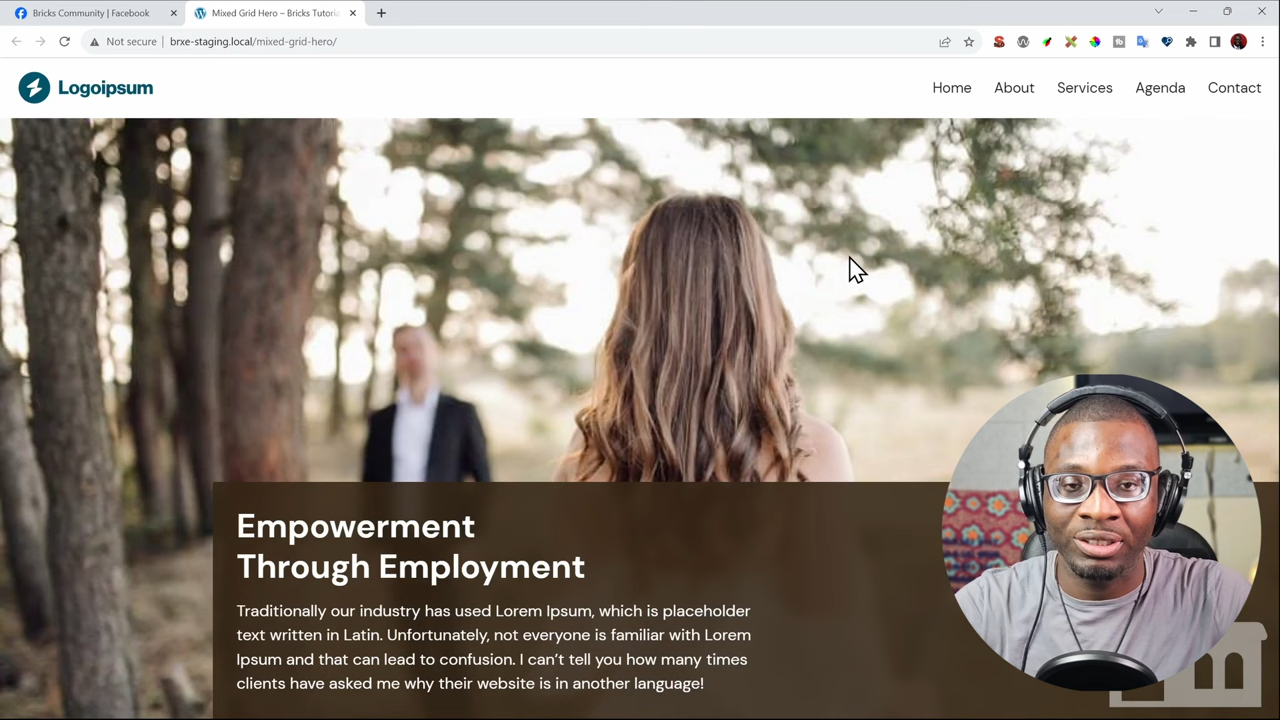 Bricks Community | Facebook
Mixed Grid Hero – Bricks Tutoria
Not secure
brxe-staging.local/mixed-grid-hero/
Logoipsum
Home
About
Services
Agenda
Contact
Empowerment
Through Employment
Traditionally our industry has used Lorem Ipsum, which is placeholder
text written in Latin. Unfortunately, not everyone is familiar with Lorem
Ipsum and that can lead to confusion. I can’t tell you how many times
clients have asked me why their website is in another language!